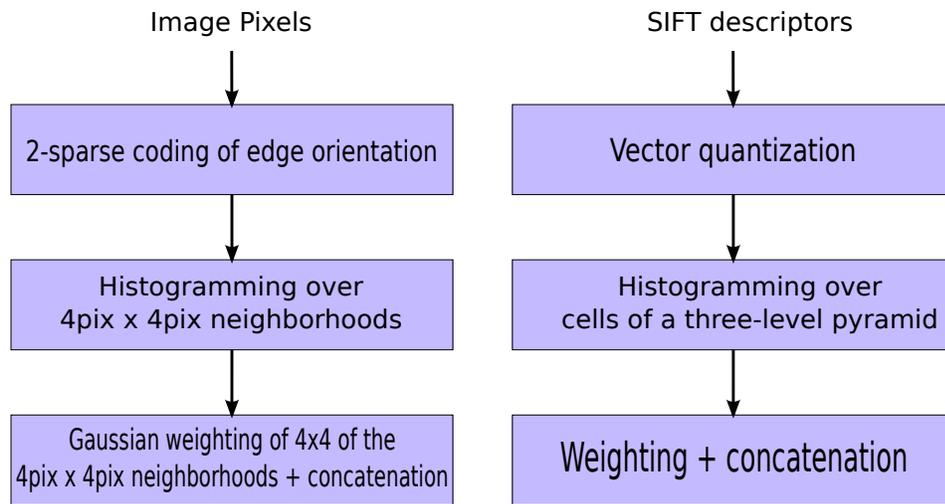 Image Pixels
2-sparse coding of edge orientation
Histogramming over
4pix x 4pix neighborhoods
Gaussian weighting of 4x4 of the
4pix x 4pix neighborhoods + concatenation
SIFT descriptors
Vector quantization
Histogramming over
cells of a three-level pyramid
Weighting + concatenation